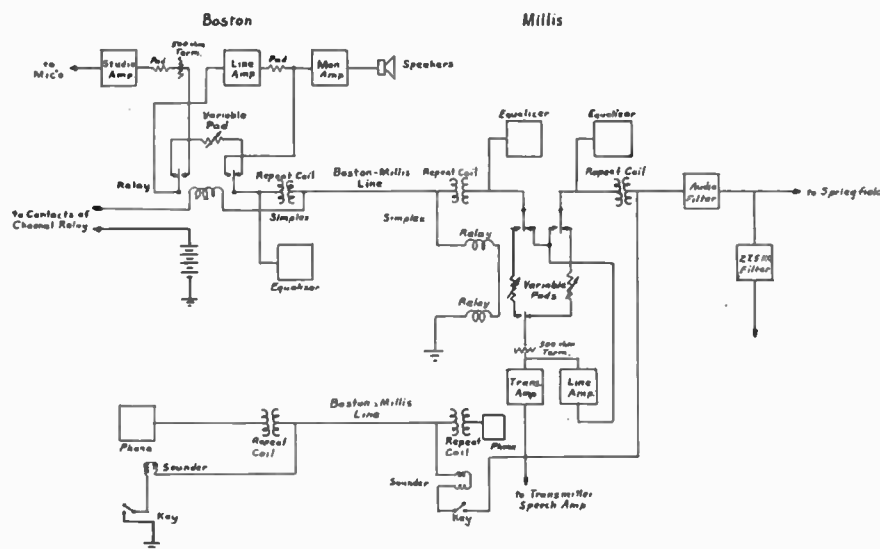 Boston
Millis
500 ohm
Term.
to
Mic's
Studio
Amp
Pad
Line
Amp
Pad
Mon
Amp
Speakers
Variable
Pad
Equalizer
Equalizer
Relay
Repeat Coil
Boston-Millis
Line
Repeat Coil
Repeat Coil
Audio
Filter
to Springfield
Simplex
Simplex
to Contacts of
Channel Relay
Relay
Equalizer
Relay
Variable
Pads
Filter
500 ohm
Term.
Trans
Amp
Line
Amp
Boston-Millis
Line
Phone
Repeat
Coil
Repeat
Coil
Phone
Sounder
Sounder
Key
Key
to Transmitter
Speech Amp